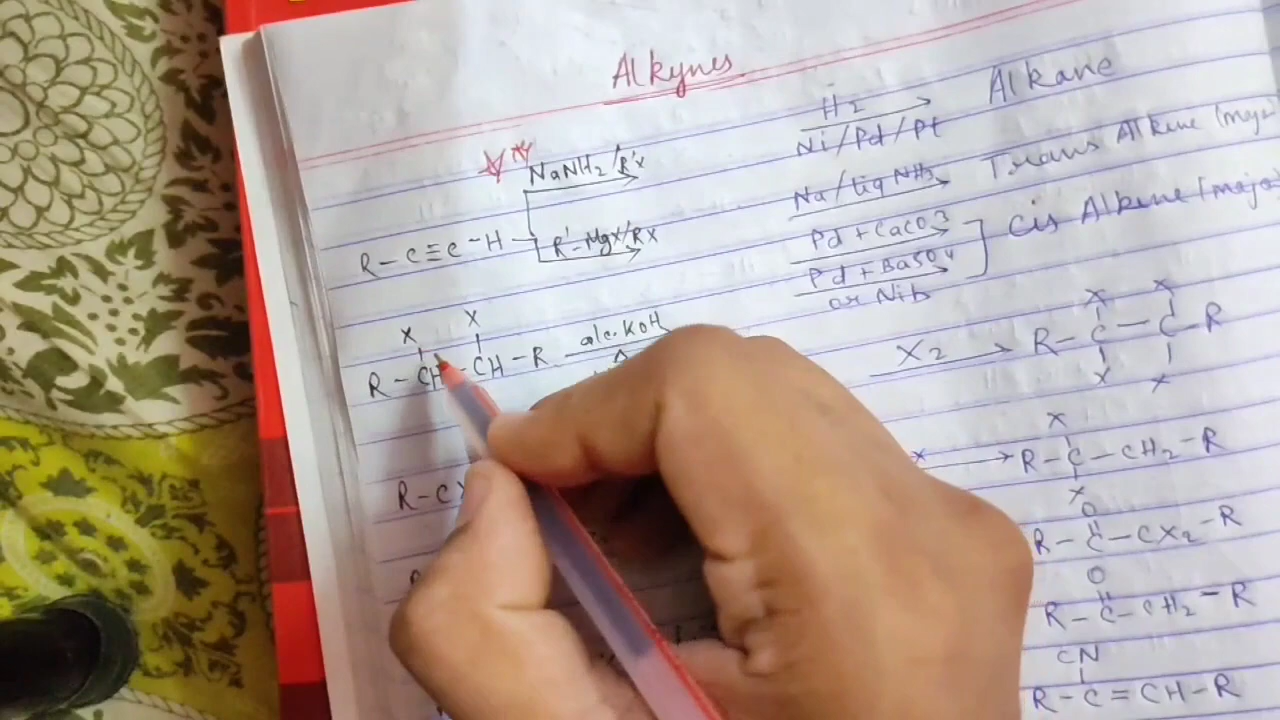 Alkynes
NaNH2/R'X
R-C≡C-H
R'-MgX/RX
X X
R-CH-CH-R
alc. KOH
Δ
R-C
H2
Ni/Pd/Pt
Alkane
Na/liq NH3
Trans Alkene (maj
Pd+CaCO3
Pd+BaSO4
or NiB
Cis Alkene (major
X2
X X
R-C-C-R
X X
X
R-C-CH2-R
X
O
R-C-CX2-R
O
R-C-CH2-R
CN
R-C=CH-R